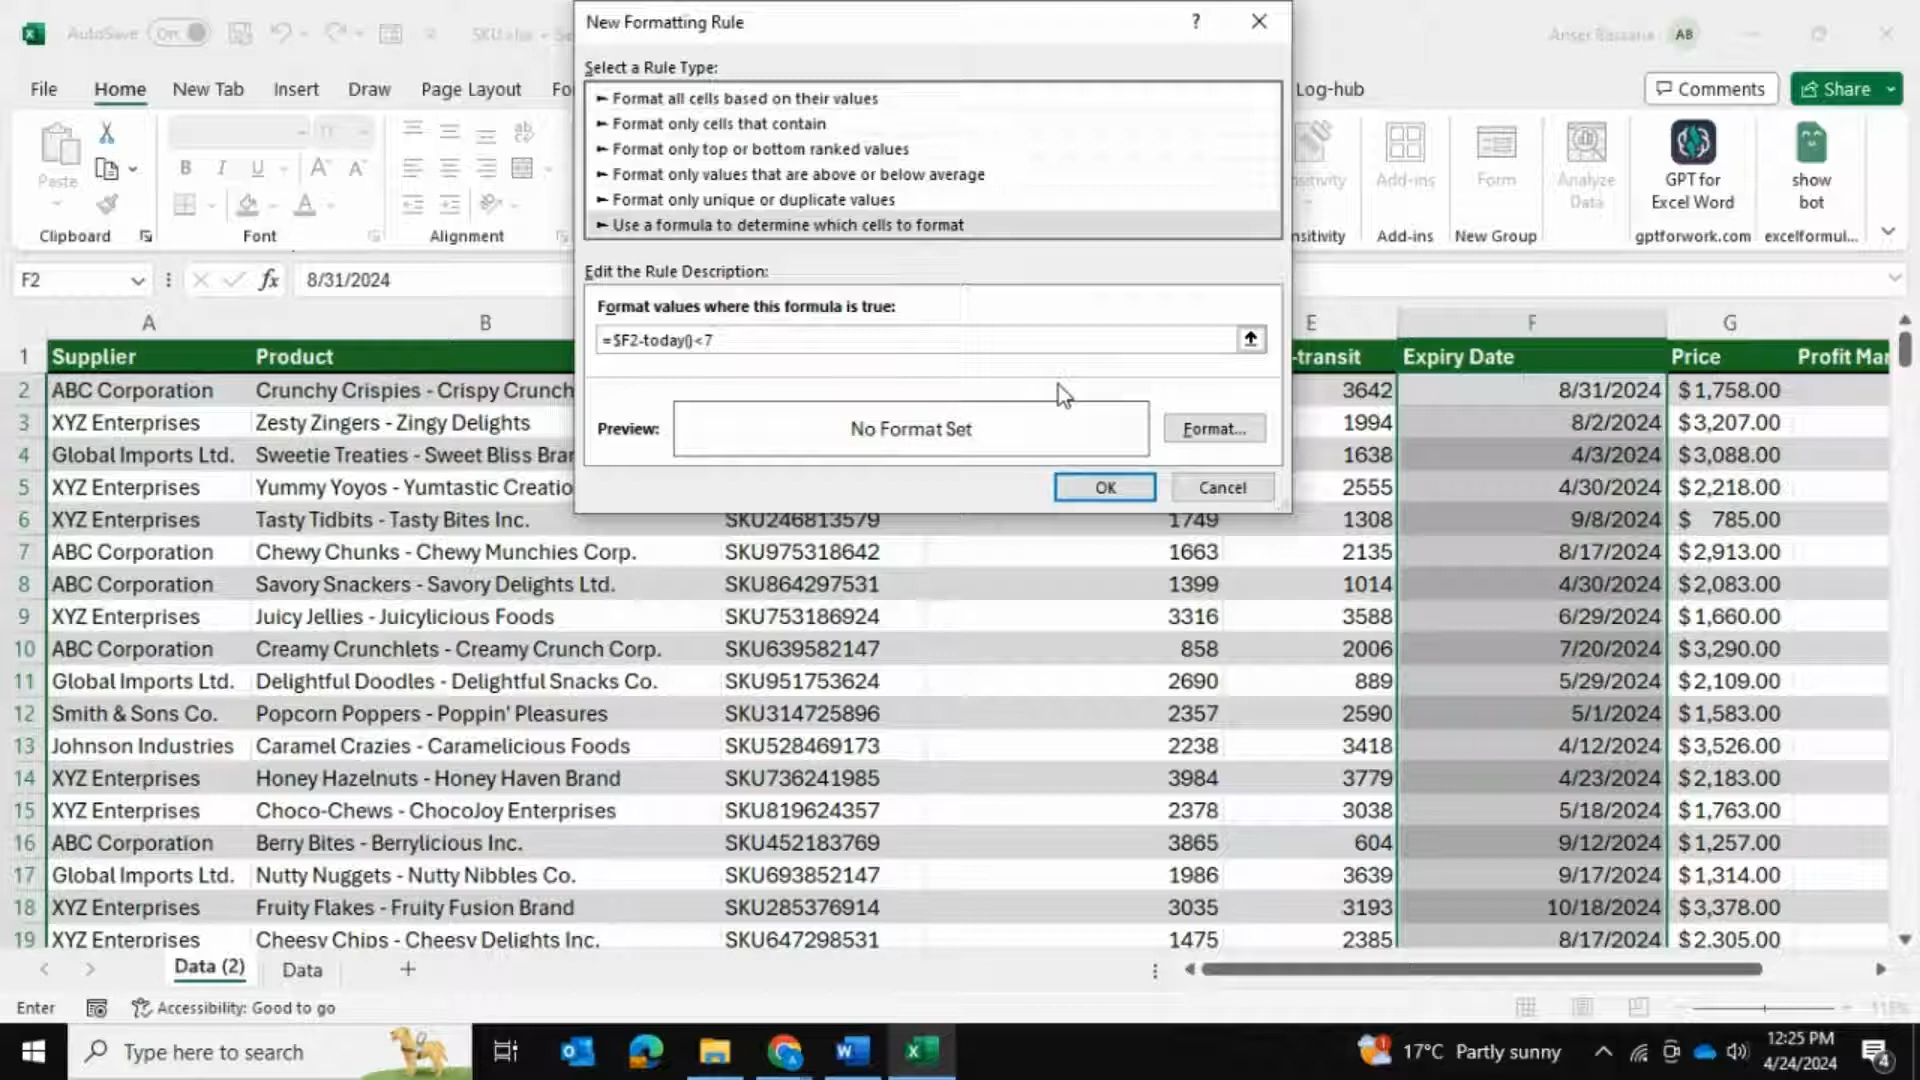 AutoSave On
SKU.xlsx
AB
New Formatting Rule
?
Select a Rule Type:
► Format all cells based on their values
► Format only cells that contain
► Format only top or bottom ranked values
► Format only values that are above or below average
► Format only unique or duplicate values
► Use a formula to determine which cells to format
Edit the Rule Description:
Format values where this formula is true:
=$F2-today()<7
Preview:
No Format Set
Format...
OK
Cancel
File
Home
New Tab
Insert
Draw
Page Layout
Fo
Log-hub
Comments
Share
Paste
B I U
Clipboard
Font
Alignment
nsitivity
nsitivity
Add-ins
Add-ins
Form
New Group
Analyze
Data
GPT for
Excel Word
gptforwork.com
show
bot
excelformul...
F2
fx
8/31/2024
A B E F G
1 Supplier Product -transit Expiry Date Price Profit Mar
2 ABC Corporation Crunchy Crispies - Crispy Crunch 3642 8/31/2024 $ 1,758.00
3 XYZ Enterprises Zesty Zingers - Zingy Delights 1994 8/2/2024 $ 3,207.00
4 Global Imports Ltd. Sweetie Treaties - Sweet Bliss Brar 1638 4/3/2024 $ 3,088.00
5 XYZ Enterprises Yummy Yoyos - Yumtastic Creatio 2555 4/30/2024 $ 2,218.00
6 XYZ Enterprises Tasty Tidbits - Tasty Bites Inc. SKU246813579 1749 1308 9/8/2024 $ 785.00
7 ABC Corporation Chewy Chunks - Chewy Munchies Corp. SKU975318642 1663 2135 8/17/2024 $ 2,913.00
8 ABC Corporation Savory Snackers - Savory Delights Ltd. SKU864297531 1399 1014 4/30/2024 $ 2,083.00
9 XYZ Enterprises Juicy Jellies - Juicylicious Foods SKU753186924 3316 3588 6/29/2024 $ 1,660.00
10 ABC Corporation Creamy Crunchlets - Creamy Crunch Corp. SKU639582147 858 2006 7/20/2024 $ 3,290.00
11 Global Imports Ltd. Delightful Doodles - Delightful Snacks Co. SKU951753624 2690 889 5/29/2024 $ 2,109.00
12 Smith & Sons Co. Popcorn Poppers - Poppin' Pleasures SKU314725896 2357 2590 5/1/2024 $ 1,583.00
13 Johnson Industries Caramel Crazies - Caramelicious Foods SKU528469173 2238 3418 4/12/2024 $ 3,526.00
14 XYZ Enterprises Honey Hazelnuts - Honey Haven Brand SKU736241985 3984 3779 4/23/2024 $ 2,183.00
15 XYZ Enterprises Choco-Chews - ChocoJoy Enterprises SKU819624357 2378 3038 5/18/2024 $ 1,763.00
16 ABC Corporation Berry Bites - Berrylicious Inc. SKU452183769 3865 604 9/12/2024 $ 1,257.00
17 Global Imports Ltd. Nutty Nuggets - Nutty Nibbles Co. SKU693852147 1986 3639 9/17/2024 $ 1,314.00
18 XYZ Enterprises Fruity Flakes - Fruity Fusion Brand SKU285376914 3035 3193 10/18/2024 $ 3,378.00
19 XYZ Enterprises Cheesy Chips - Cheesy Delights Inc. SKU647298531 1475 2385 8/17/2024 $ 2,305.00
Data (2)
Data
Enter
Accessibility: Good to go
Type here to search
17°C Partly sunny
12:25 PM
4/24/2024
4